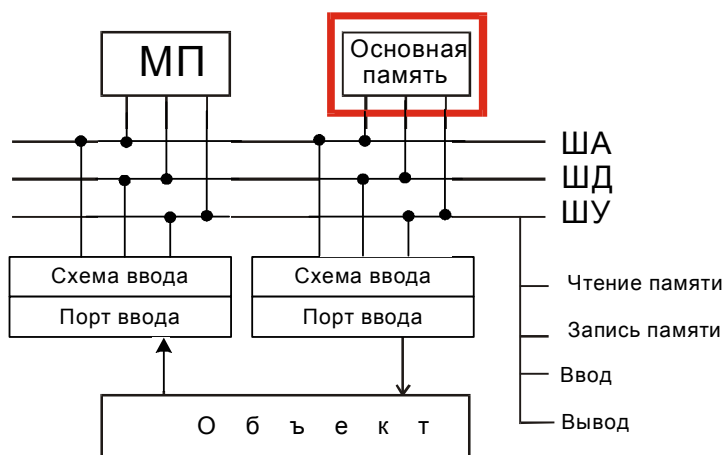 МП
Основная
память
ША
ШД
ШУ
Схема ввода
Порт ввода
Схема ввода
Порт ввода
Чтение памяти
Запись памяти
Ввод
Вывод
О б ъ е к т